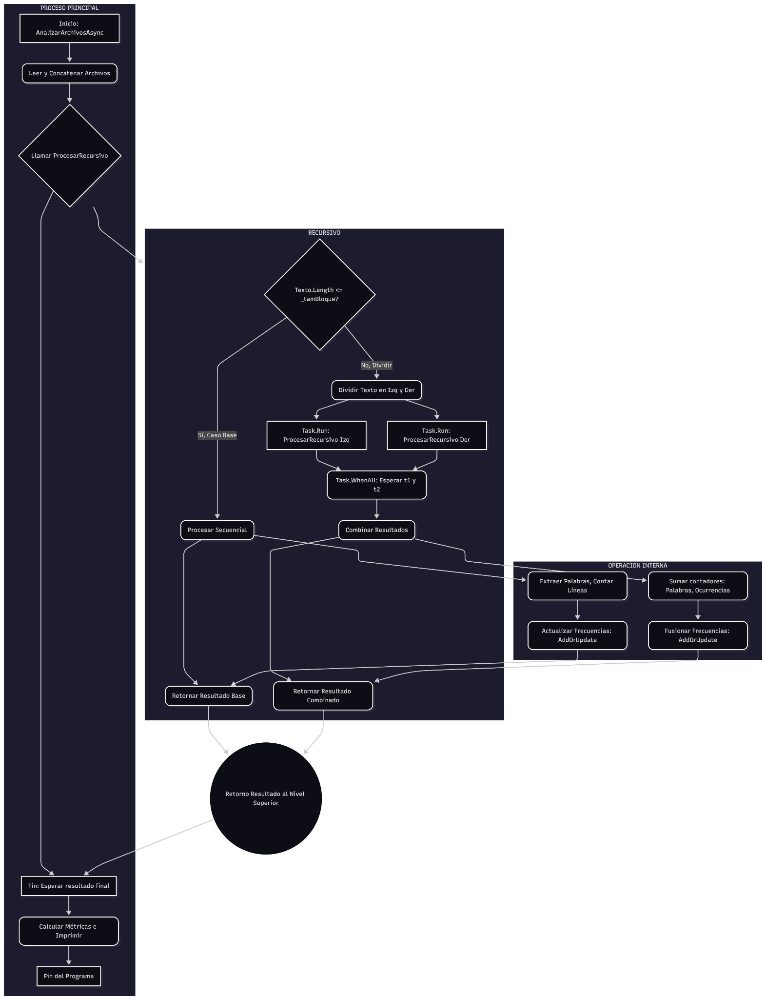 PROCESO PRINCIPAL
Inicio:
AnalizarArchivosAsync
Leer y Concatenar Archivos
Llamar ProcesarRecursivo
RECURSIVO
Texto.Length <=
_tamBloque?
No, Dividir
Dividir Texto en Izq y Der
Sí, Caso Base
Task.Run:
ProcesarRecursivo Izq
Task.Run:
ProcesarRecursivo Der
Task.WhenAll: Esperar t1 y
t2
Procesar Secuencial
Combinar Resultados
OPERACION INTERNA
Extraer Palabras, Contar
Líneas
Sumar contadores:
Palabras, Ocurrencias
Actualizar Frecuencias:
AddOrUpdate
Fusionar Frecuencias:
AddOrUpdate
Retornar Resultado Base
Retornar Resultado
Combinado
Retorno Resultado al Nivel
Superior
Fin: Esperar resultado final
Calcular Métricas e
Imprimir
Fin del Programa